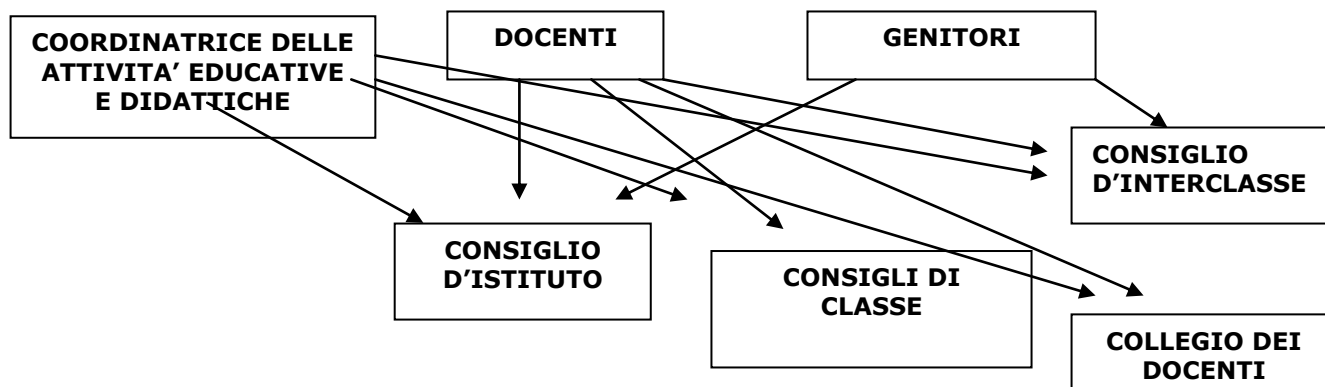 COORDINATRICE DELLE
ATTIVITA’ EDUCATIVE
E DIDATTICHE
DOCENTI
GENITORI
CONSIGLIO
D’INTERCLASSE
CONSIGLIO
D’ISTITUTO
CONSIGLI DI
CLASSE
COLLEGIO DEI
DOCENTI